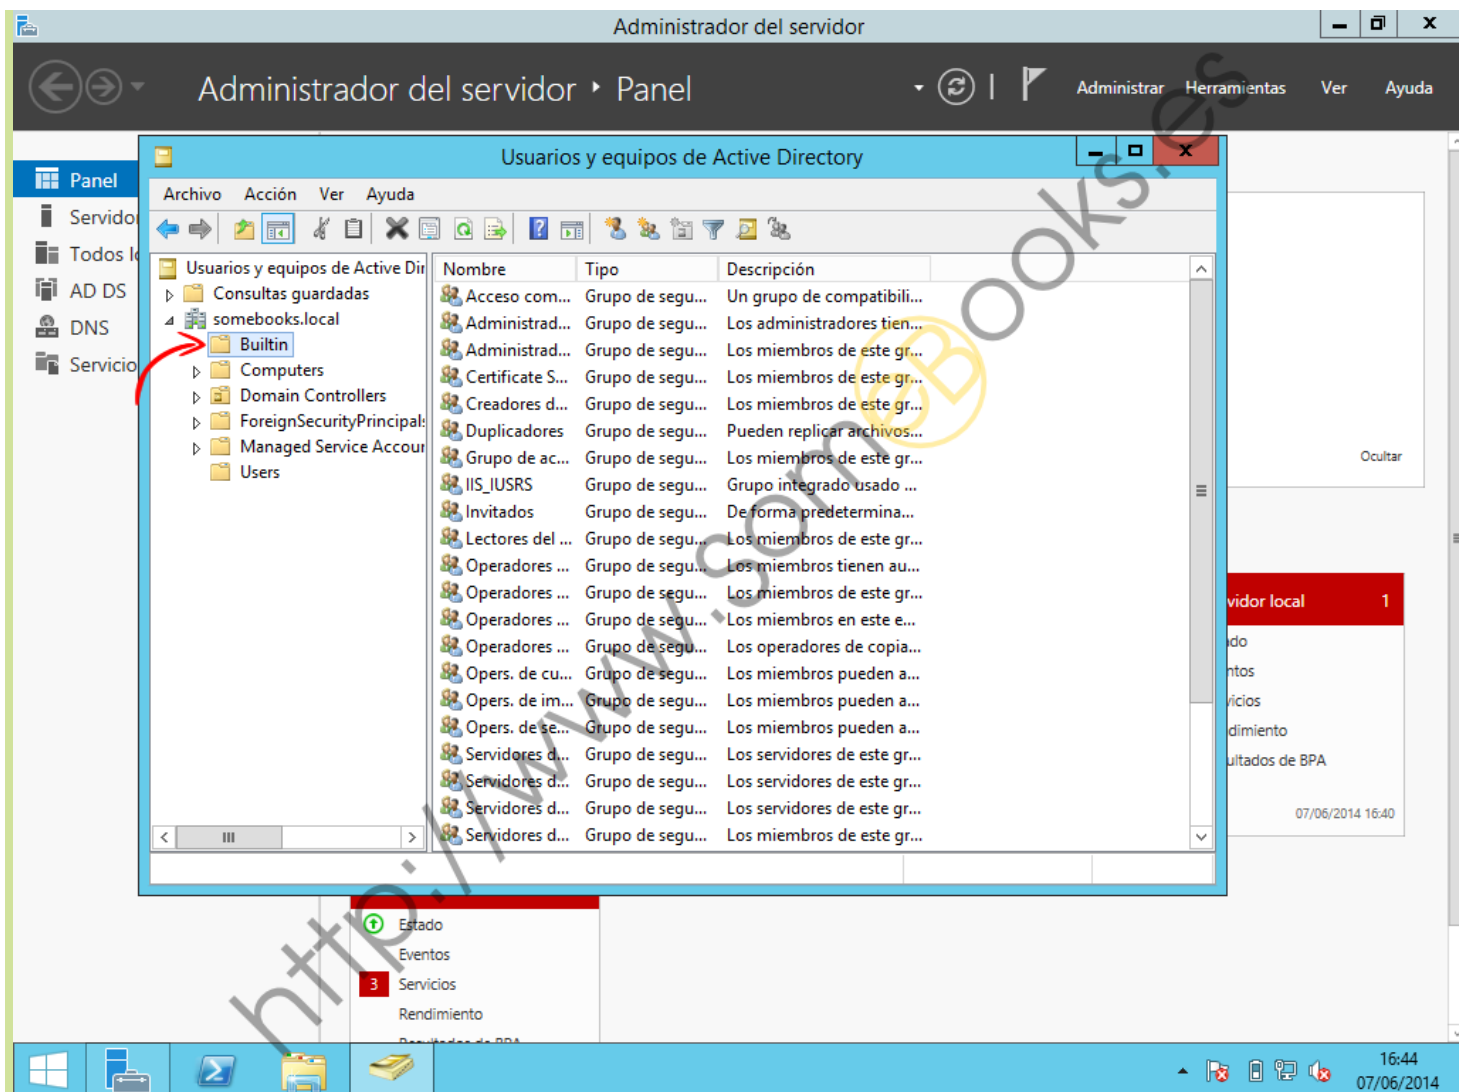 Administrador del servidor
Administrador del servidor ‣ Panel
Administrar Herramientas Ver Ayuda
Panel
Servidor
Todos lo
AD DS
DNS
Servicio
Usuarios y equipos de Active Directory
Archivo Acción Ver Ayuda
Usuarios y equipos de Active Dir
Consultas guardadas
somebooks.local
Builtin
Computers
Domain Controllers
ForeignSecurityPrincipals
Managed Service Accour
Users
Nombre Tipo Descripción
Acceso com... Grupo de segu... Un grupo de compatibili...
Administrad... Grupo de segu... Los administradores tien...
Administrad... Grupo de segu... Los miembros de este gr...
Certificate S... Grupo de segu... Los miembros de este gr...
Creadores d... Grupo de segu... Los miembros de este gr...
Duplicadores Grupo de segu... Pueden replicar archivos...
Grupo de ac... Grupo de segu... Los miembros de este gr...
IIS_IUSRS Grupo de segu... Grupo integrado usado ...
Invitados Grupo de segu... De forma predetermina...
Lectores del ... Grupo de segu... Los miembros de este gr...
Operadores ... Grupo de segu... Los miembros tienen au...
Operadores ... Grupo de segu... Los miembros de este gr...
Operadores ... Grupo de segu... Los miembros en este e...
Operadores ... Grupo de segu... Los operadores de copia...
Opers. de cu... Grupo de segu... Los miembros pueden a...
Opers. de im... Grupo de segu... Los miembros pueden a...
Opers. de se... Grupo de segu... Los miembros pueden a...
Servidores d... Grupo de segu... Los servidores de este gr...
Servidores d... Grupo de segu... Los servidores de este gr...
Servidores d... Grupo de segu... Los servidores de este gr...
Servidores d... Grupo de segu... Los miembros de este gr...
Ocultar
vidor local 1
ado
ntos
vicios
dimiento
ultados de BPA
07/06/2014 16:40
Estado
Eventos
3 Servicios
Rendimiento
16:44
07/06/2014
http://www.someBooks.es